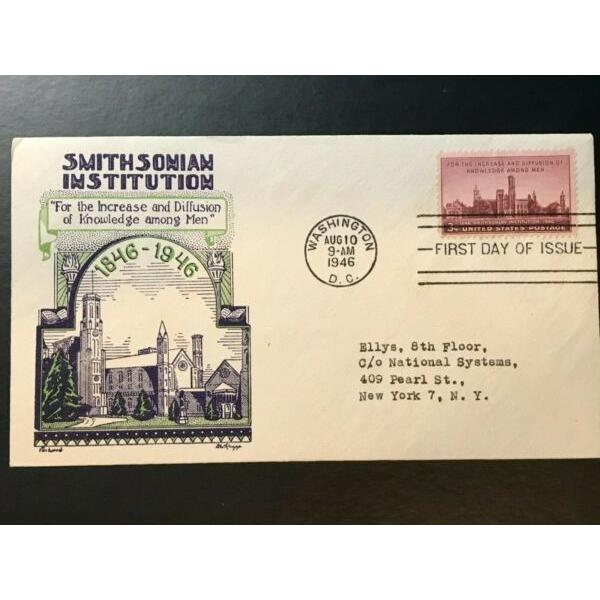 SMITHSONIAN
INSTITUTION
"For the Increase and Diffusion
of Knowledge among Men"
1846-1946
FOR THE INCREASE AND DIFFUSION OF
KNOWLEDGE AMONG MEN
3¢ UNITED STATES POSTAGE
WASHINGTON
AUG 10
9-AM
1946
D. C.
FIRST DAY OF ISSUE
Ellys, 8th Floor,
C/o National Systems,
409 Pearl St.,
New York 7, N. Y.